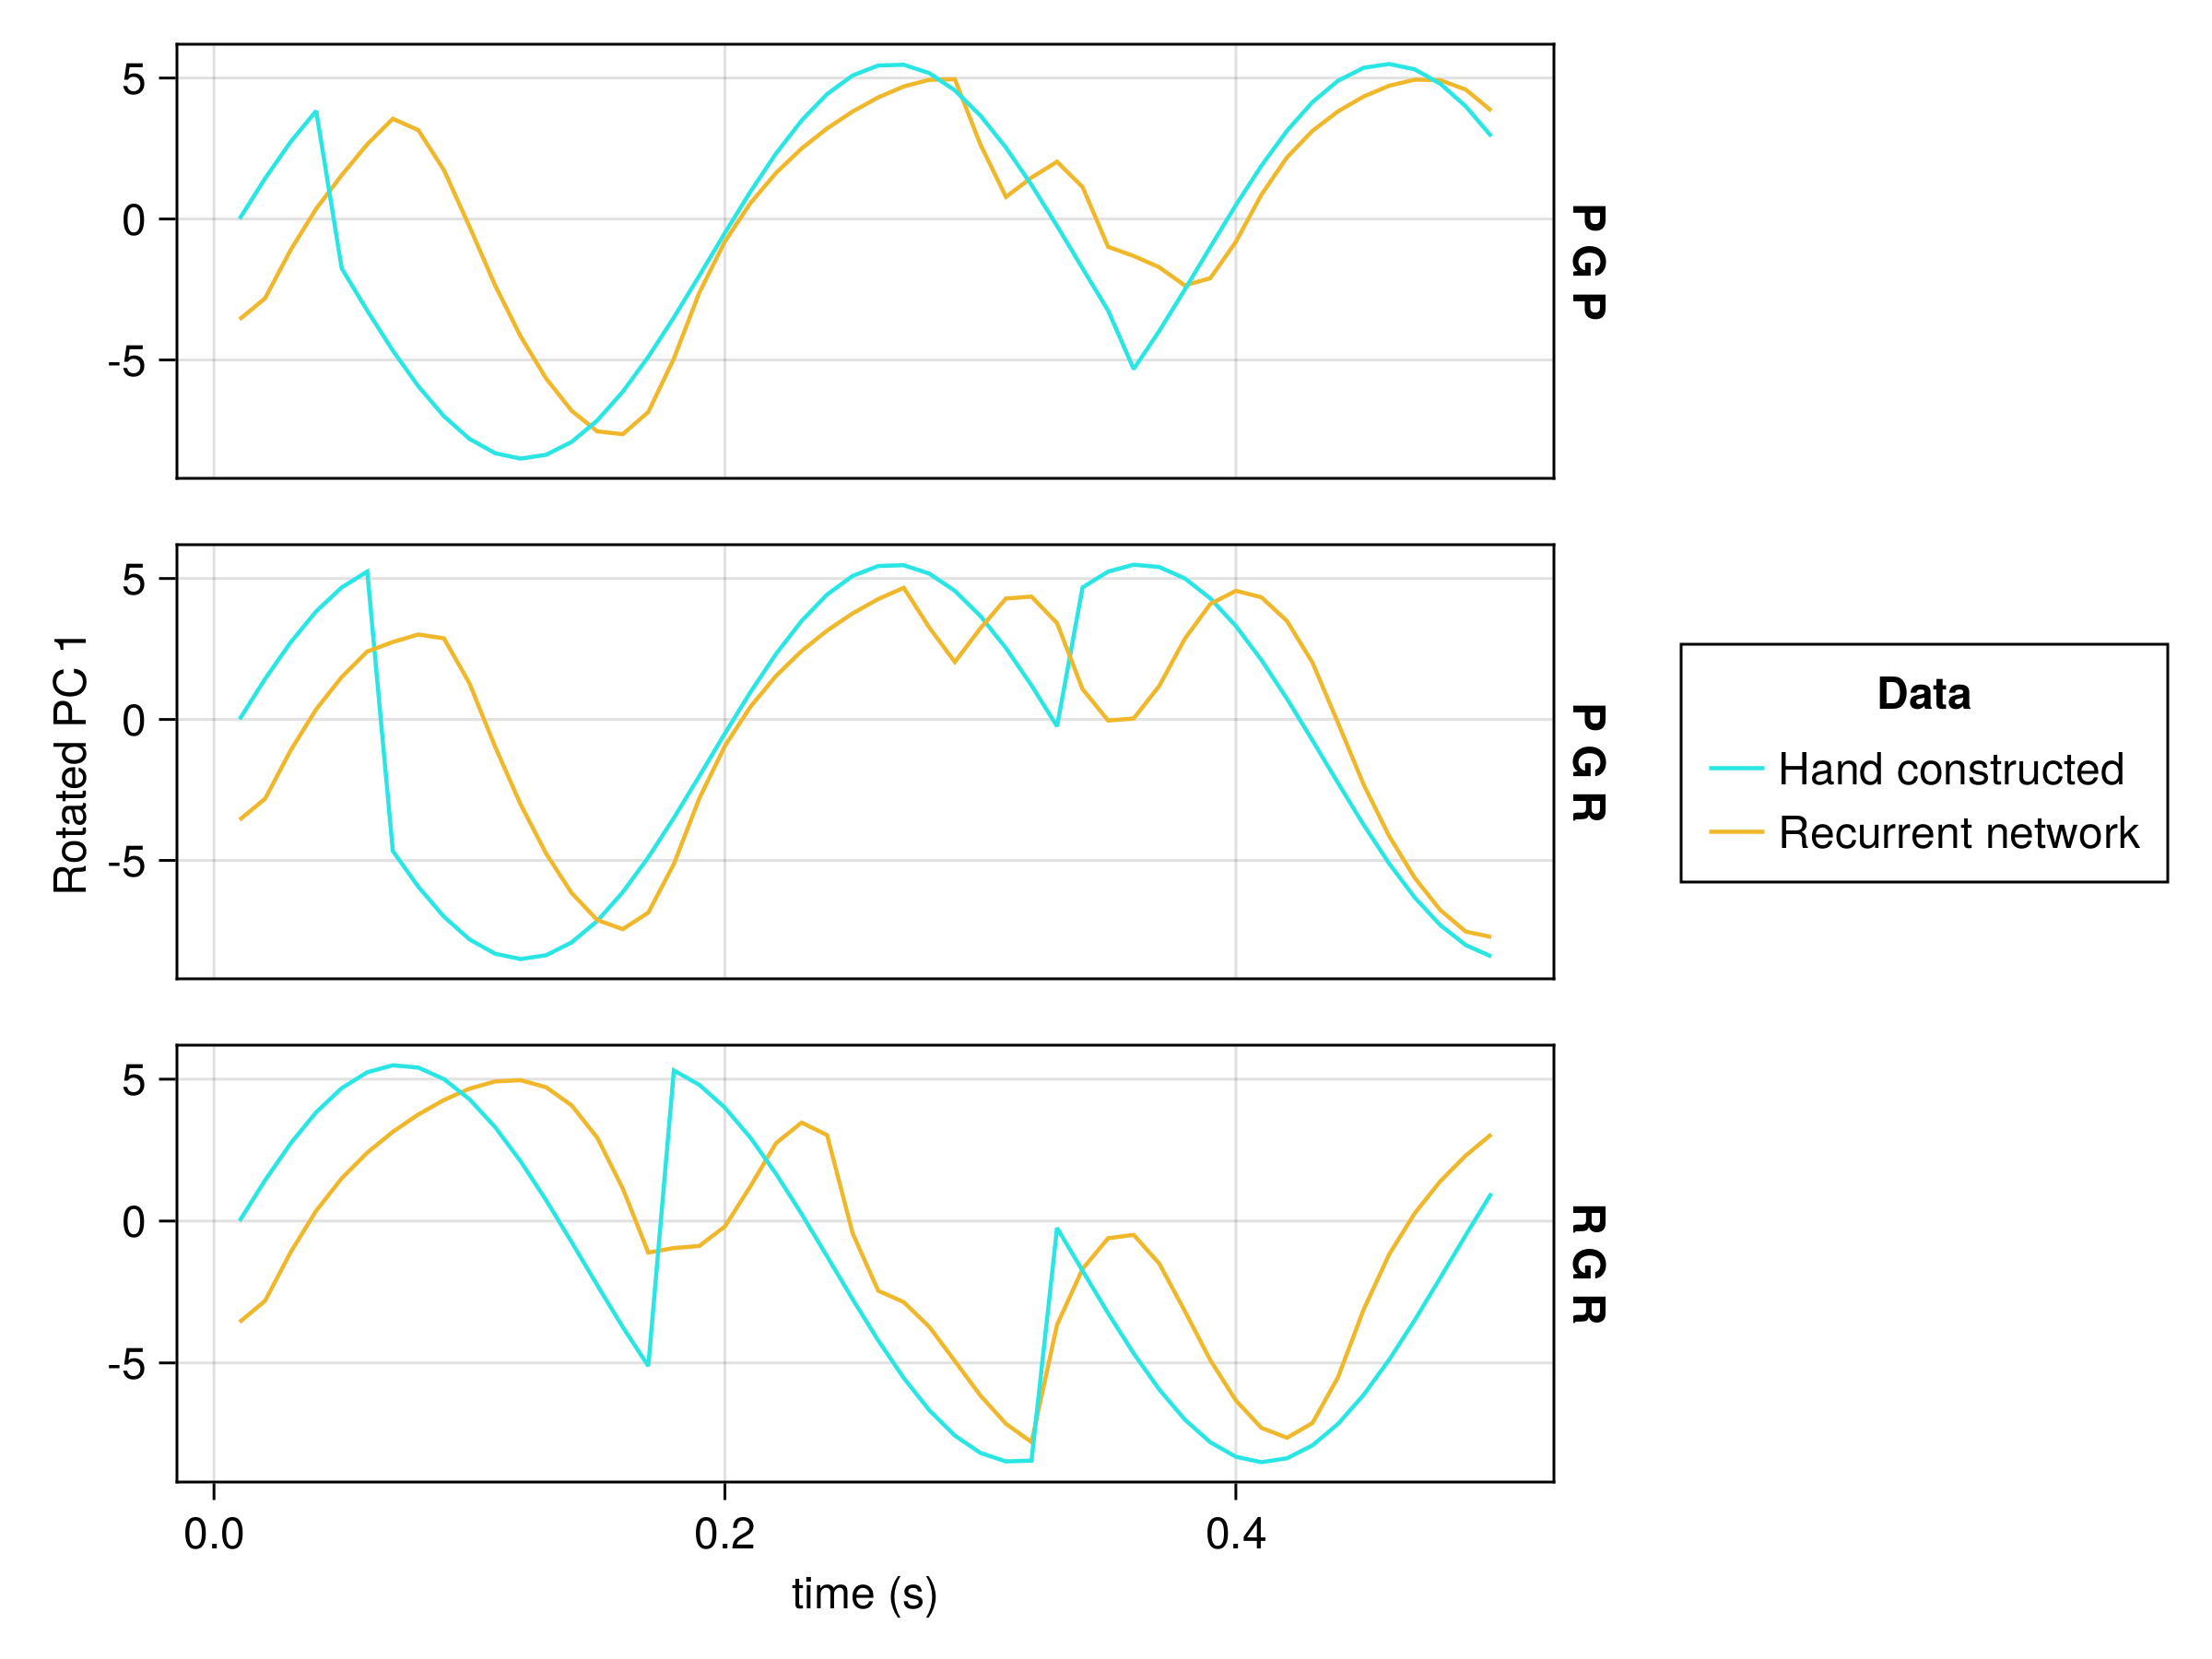 5
0
-5
P G P
5
0
-5
P G R
Rotated PC 1
Data
Hand constructed
Recurrent network
5
0
-5
R G R
0.0 0.2 0.4
time (s)